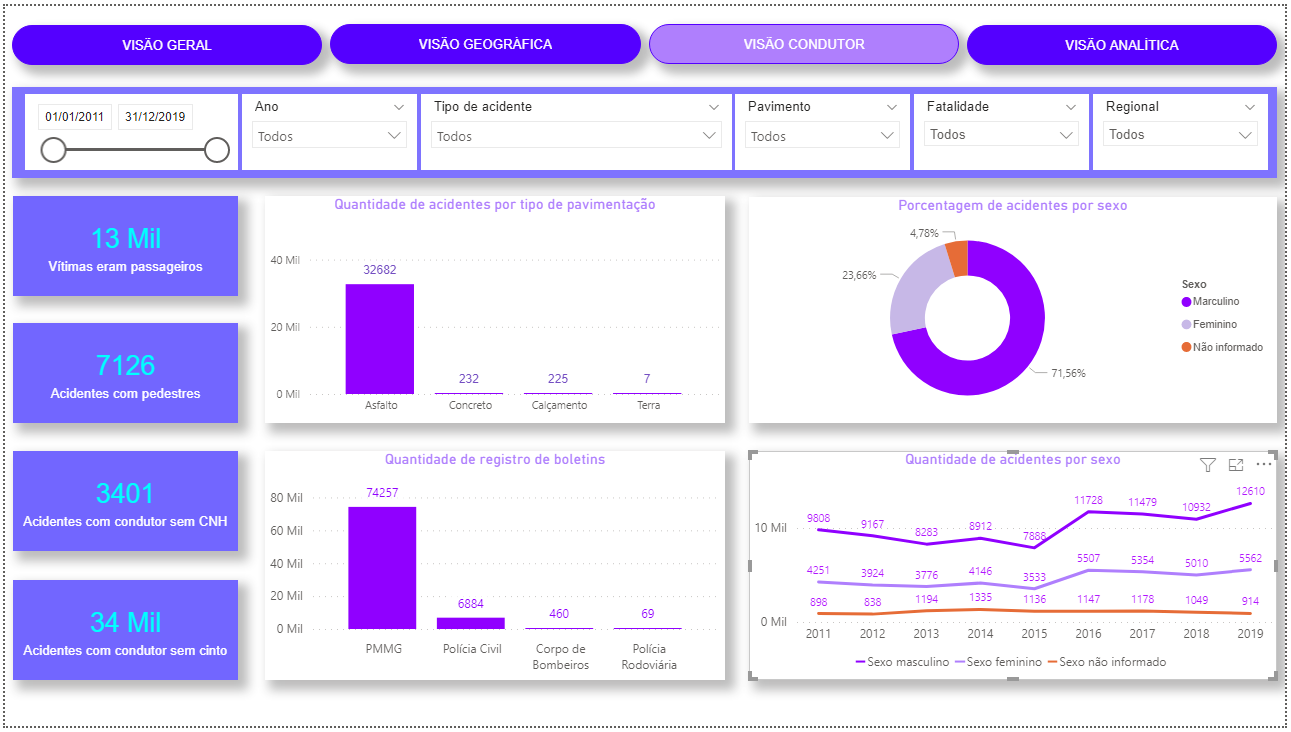 VISÃO GERAL
VISÃO GEOGRÁFICA
VISÃO CONDUTOR
VISÃO ANALÍTICA
01/01/2011
31/12/2019
Ano
Todos
Tipo de acidente
Todos
Pavimento
Todos
Fatalidade
Todos
Regional
Todos
13 Mil
Vítimas eram passageiros
7126
Acidentes com pedestres
3401
Acidentes com condutor sem CNH
34 Mil
Acidentes com condutor sem cinto
Quantidade de acidentes por tipo de pavimentação
40 Mil
20 Mil
0 Mil
32682
232
225
7
Asfalto
Concreto
Calçamento
Terra
Porcentagem de acidentes por sexo
4,78%
23,66%
71,56%
Sexo
Marculino
Feminino
Não informado
Quantidade de registro de boletins
80 Mil
60 Mil
40 Mil
20 Mil
0 Mil
74257
6884
460
69
PMMG
Polícia Civil
Corpo de
Bombeiros
Polícia
Rodoviária
Quantidade de acidentes por sexo
10 Mil
0 Mil
9808
9167
8283
8912
7888
11728
11479
10932
12610
4251
3924
3776
4146
3533
5507
5354
5010
5562
898
838
1194
1335
1136
1147
1178
1049
914
2011
2012
2013
2014
2015
2016
2017
2018
2019
Sexo masculino
Sexo feminino
Sexo não informado